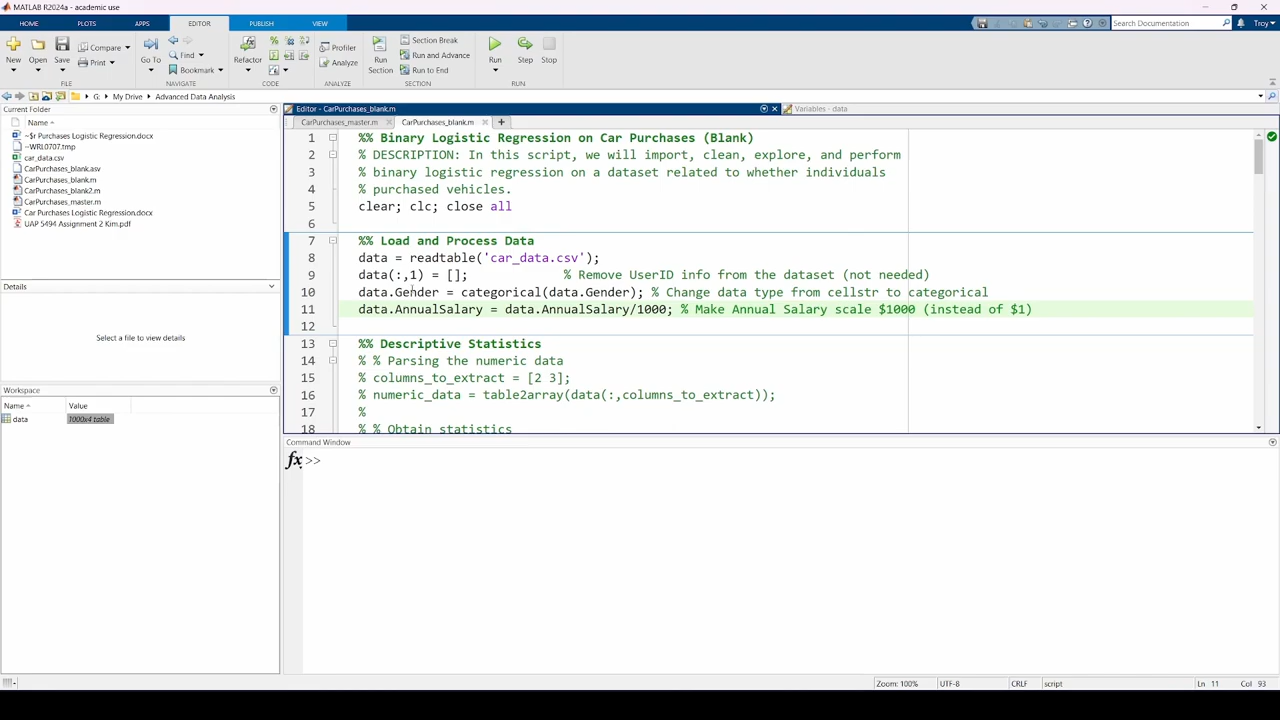 MATLAB R2024a - academic use
HOME PLOTS APPS EDITOR PUBLISH VIEW Search Documentation Troy
New Open Save Compare Print Go To Find Bookmark Refactor Profiler Analyze Run Section Section Break Run and Advance Run to End Run Step Stop
FILE NAVIGATE CODE ANALYZE SECTION RUN
G: My Drive Advanced Data Analysis
Current Folder
Name
~$r Purchases Logistic Regression.docx
~WRL0707.tmp
car_data.csv
CarPurchases_blank.asv
CarPurchases_blank.m
CarPurchases_blank2.m
CarPurchases_master.m
Car Purchases Logistic Regression.docx
UAP 5494 Assignment 2 Kim.pdf
Details
Select a file to view details
Workspace
Name Value
data 1000x4 table
Editor - CarPurchases_blank.m Variables - data
CarPurchases_master.m CarPurchases_blank.m
1 %% Binary Logistic Regression on Car Purchases (Blank)
2 % DESCRIPTION: In this script, we will import, clean, explore, and perform
3 % binary logistic regression on a dataset related to whether individuals
4 % purchased vehicles.
5 clear; clc; close all
6
7 %% Load and Process Data
8 data = readtable('car_data.csv');
9 data(:,1) = []; % Remove UserID info from the dataset (not needed)
10 data.Gender = categorical(data.Gender); % Change data type from cellstr to categorical
11 data.AnnualSalary = data.AnnualSalary/1000; % Make Annual Salary scale $1000 (instead of $1)
12
13 %% Descriptive Statistics
14 % % Parsing the numeric data
15 % columns_to_extract = [2 3];
16 % numeric_data = table2array(data(:,columns_to_extract));
17 %
18 % % Obtain statistics
Command Window
fx >>
Zoom: 100% UTF-8 CRLF script Ln 11 Col 93